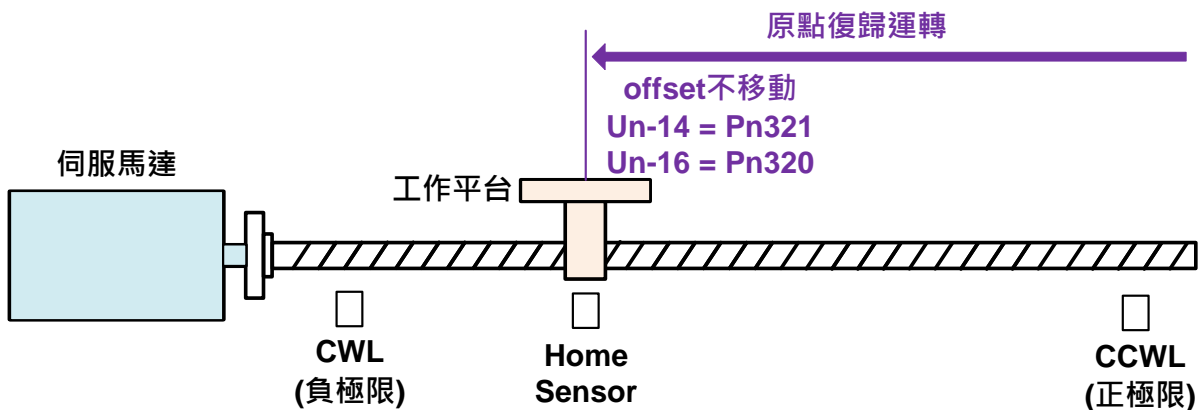 原點復歸運轉
offset不移動
Un-14 = Pn321
Un-16 = Pn320
伺服馬達
工作平台
CWL
(負極限)
Home
Sensor
CCWL
(正極限)